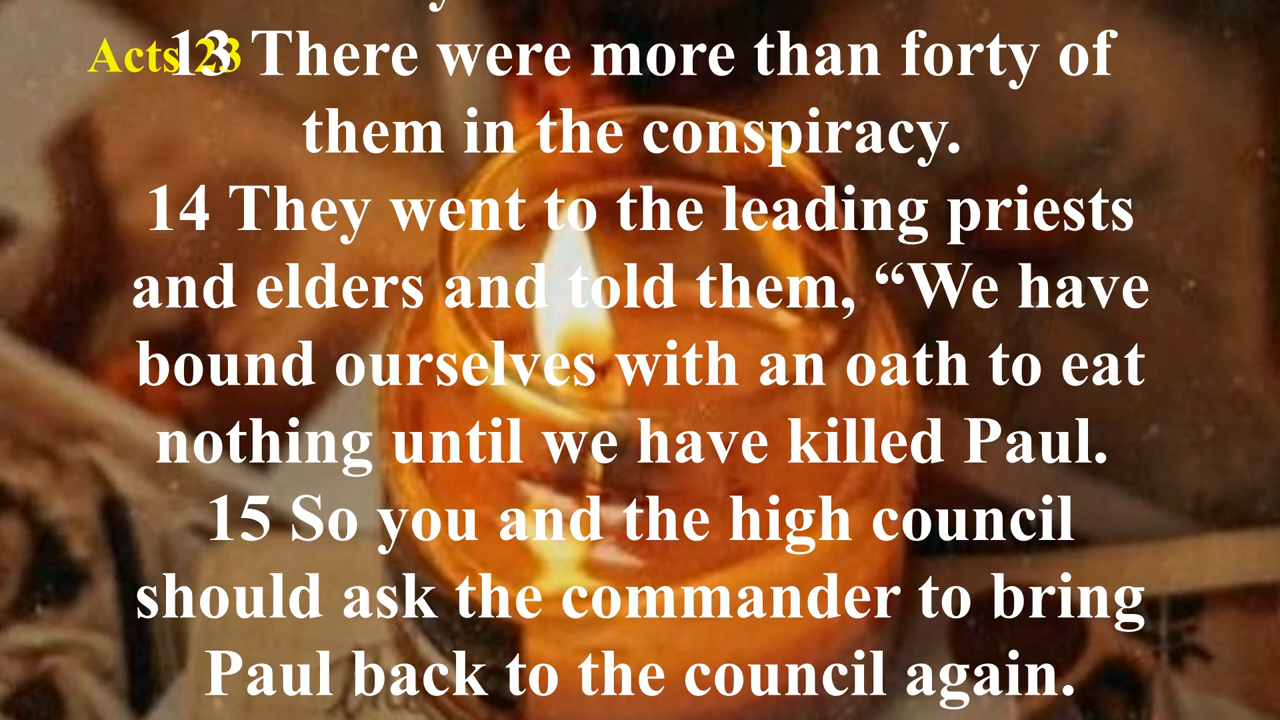 Acts 23
13 There were more than forty of
them in the conspiracy.
14 They went to the leading priests
and elders and told them, “We have
bound ourselves with an oath to eat
nothing until we have killed Paul.
15 So you and the high council
should ask the commander to bring
Paul back to the council again.